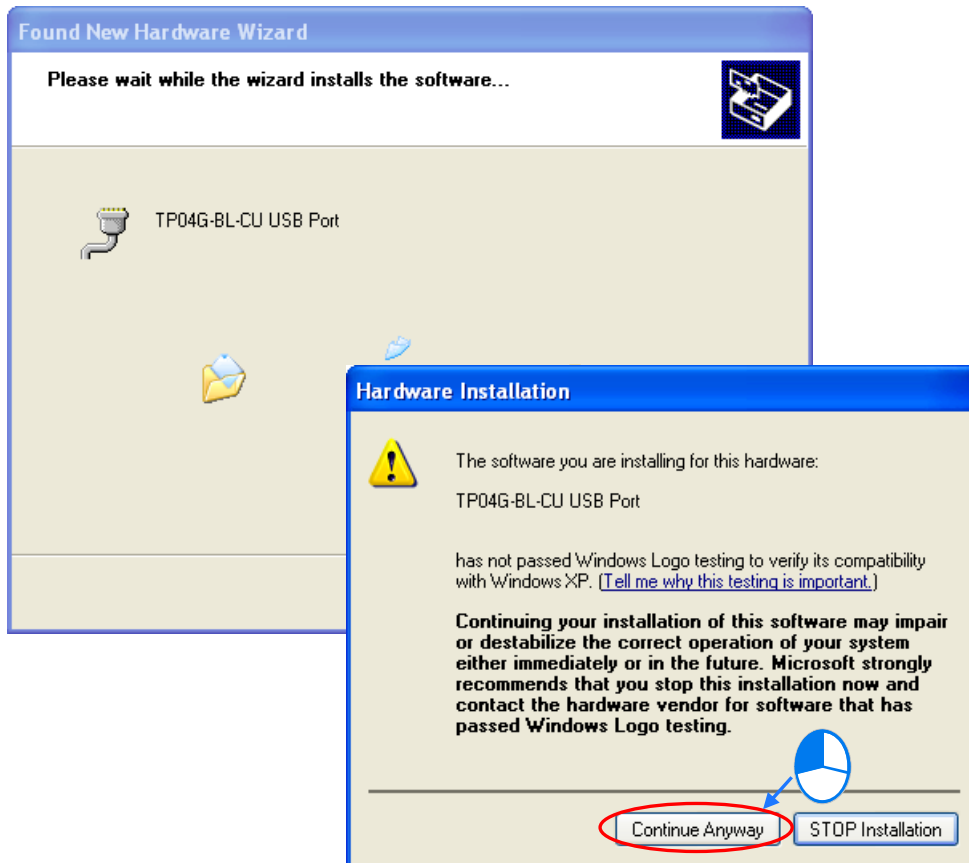 Found New Hardware Wizard
Please wait while the wizard installs the software...
TP04G-BL-CU USB Port
Hardware Installation
The software you are installing for this hardware:
TP04G-BL-CU USB Port
has not passed Windows Logo testing to verify its compatibility
with Windows XP. (Tell me why this testing is important.)
Continuing your installation of this software may impair
or destabilize the correct operation of your system
either immediately or in the future. Microsoft strongly
recommends that you stop this installation now and
contact the hardware vendor for software that has
passed Windows Logo testing.
Continue Anyway
STOP Installation